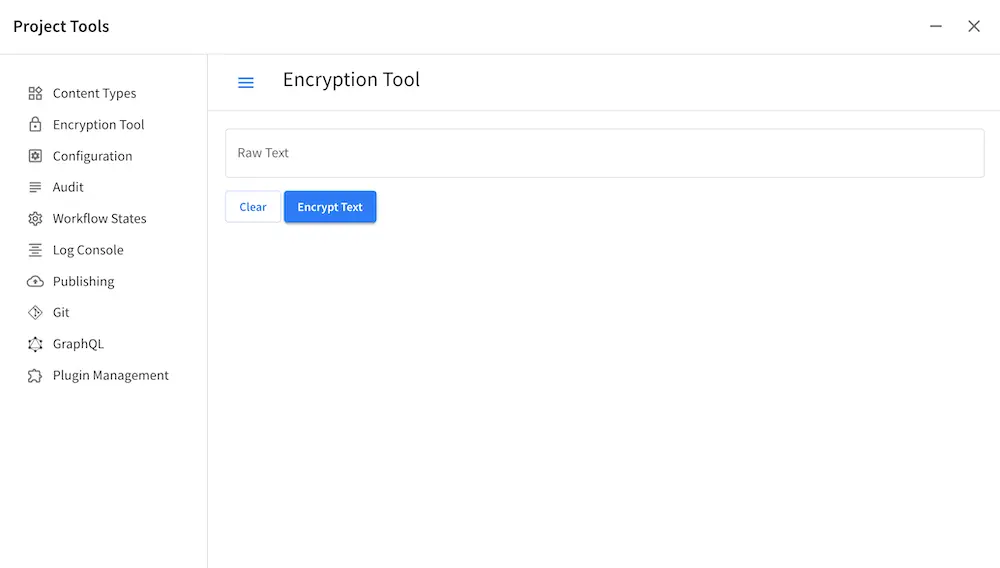 Project Tools
Content Types
Encryption Tool
Configuration
Audit
Workflow States
Log Console
Publishing
Git
GraphQL
Plugin Management
Encryption Tool
Raw Text
Clear
Encrypt Text